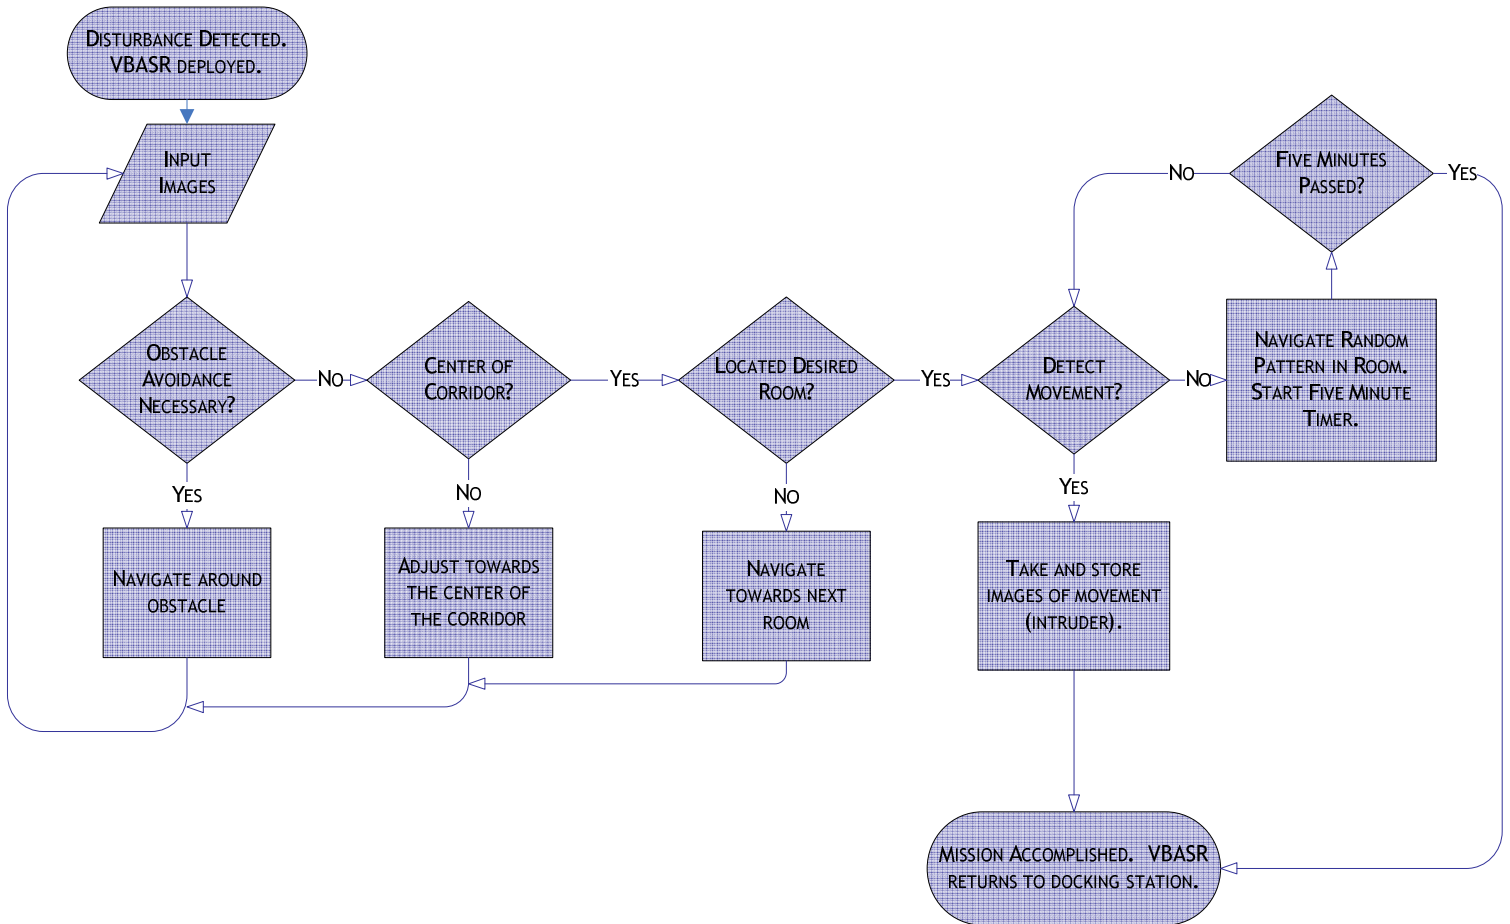 Disturbance Detected.
VBASR deployed.
Input
Images
Obstacle
Avoidance
Necessary?
No
Yes
Navigate around
obstacle
Center of
Corridor?
Yes
No
Adjust towards
the center of
the corridor
Located Desired
Room?
Yes
No
Navigate
towards next
room
Detect
Movement?
No
Yes
Take and store
images of movement
(intruder).
Navigate Random
Pattern in Room.
Start Five Minute
Timer.
Five Minutes
Passed?
No
Yes
Mission Accomplished. VBASR
returns to docking station.